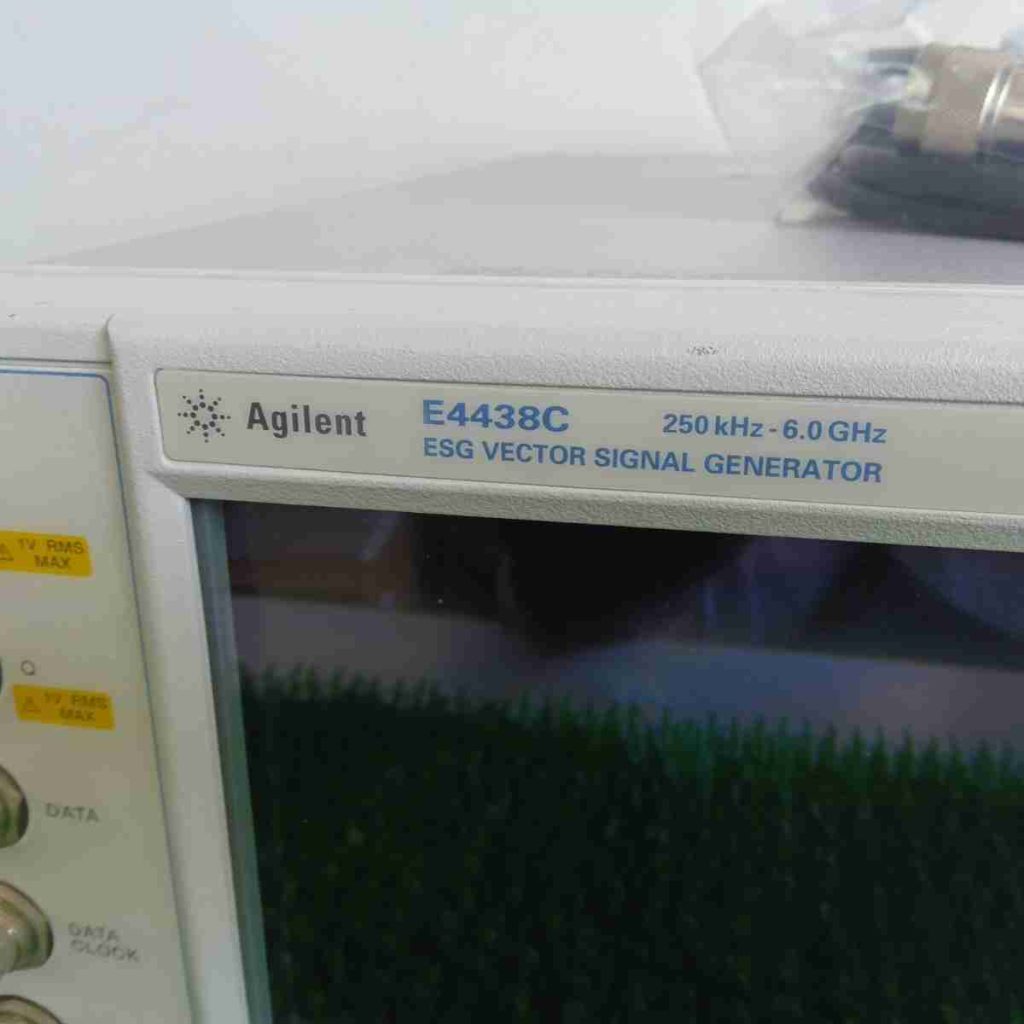 Agilent
E4438C
250 kHz - 6.0 GHz
ESG VECTOR SIGNAL GENERATOR
1V RMS
MAX
Q
1V RMS
MAX
DATA
DATA
CLOCK